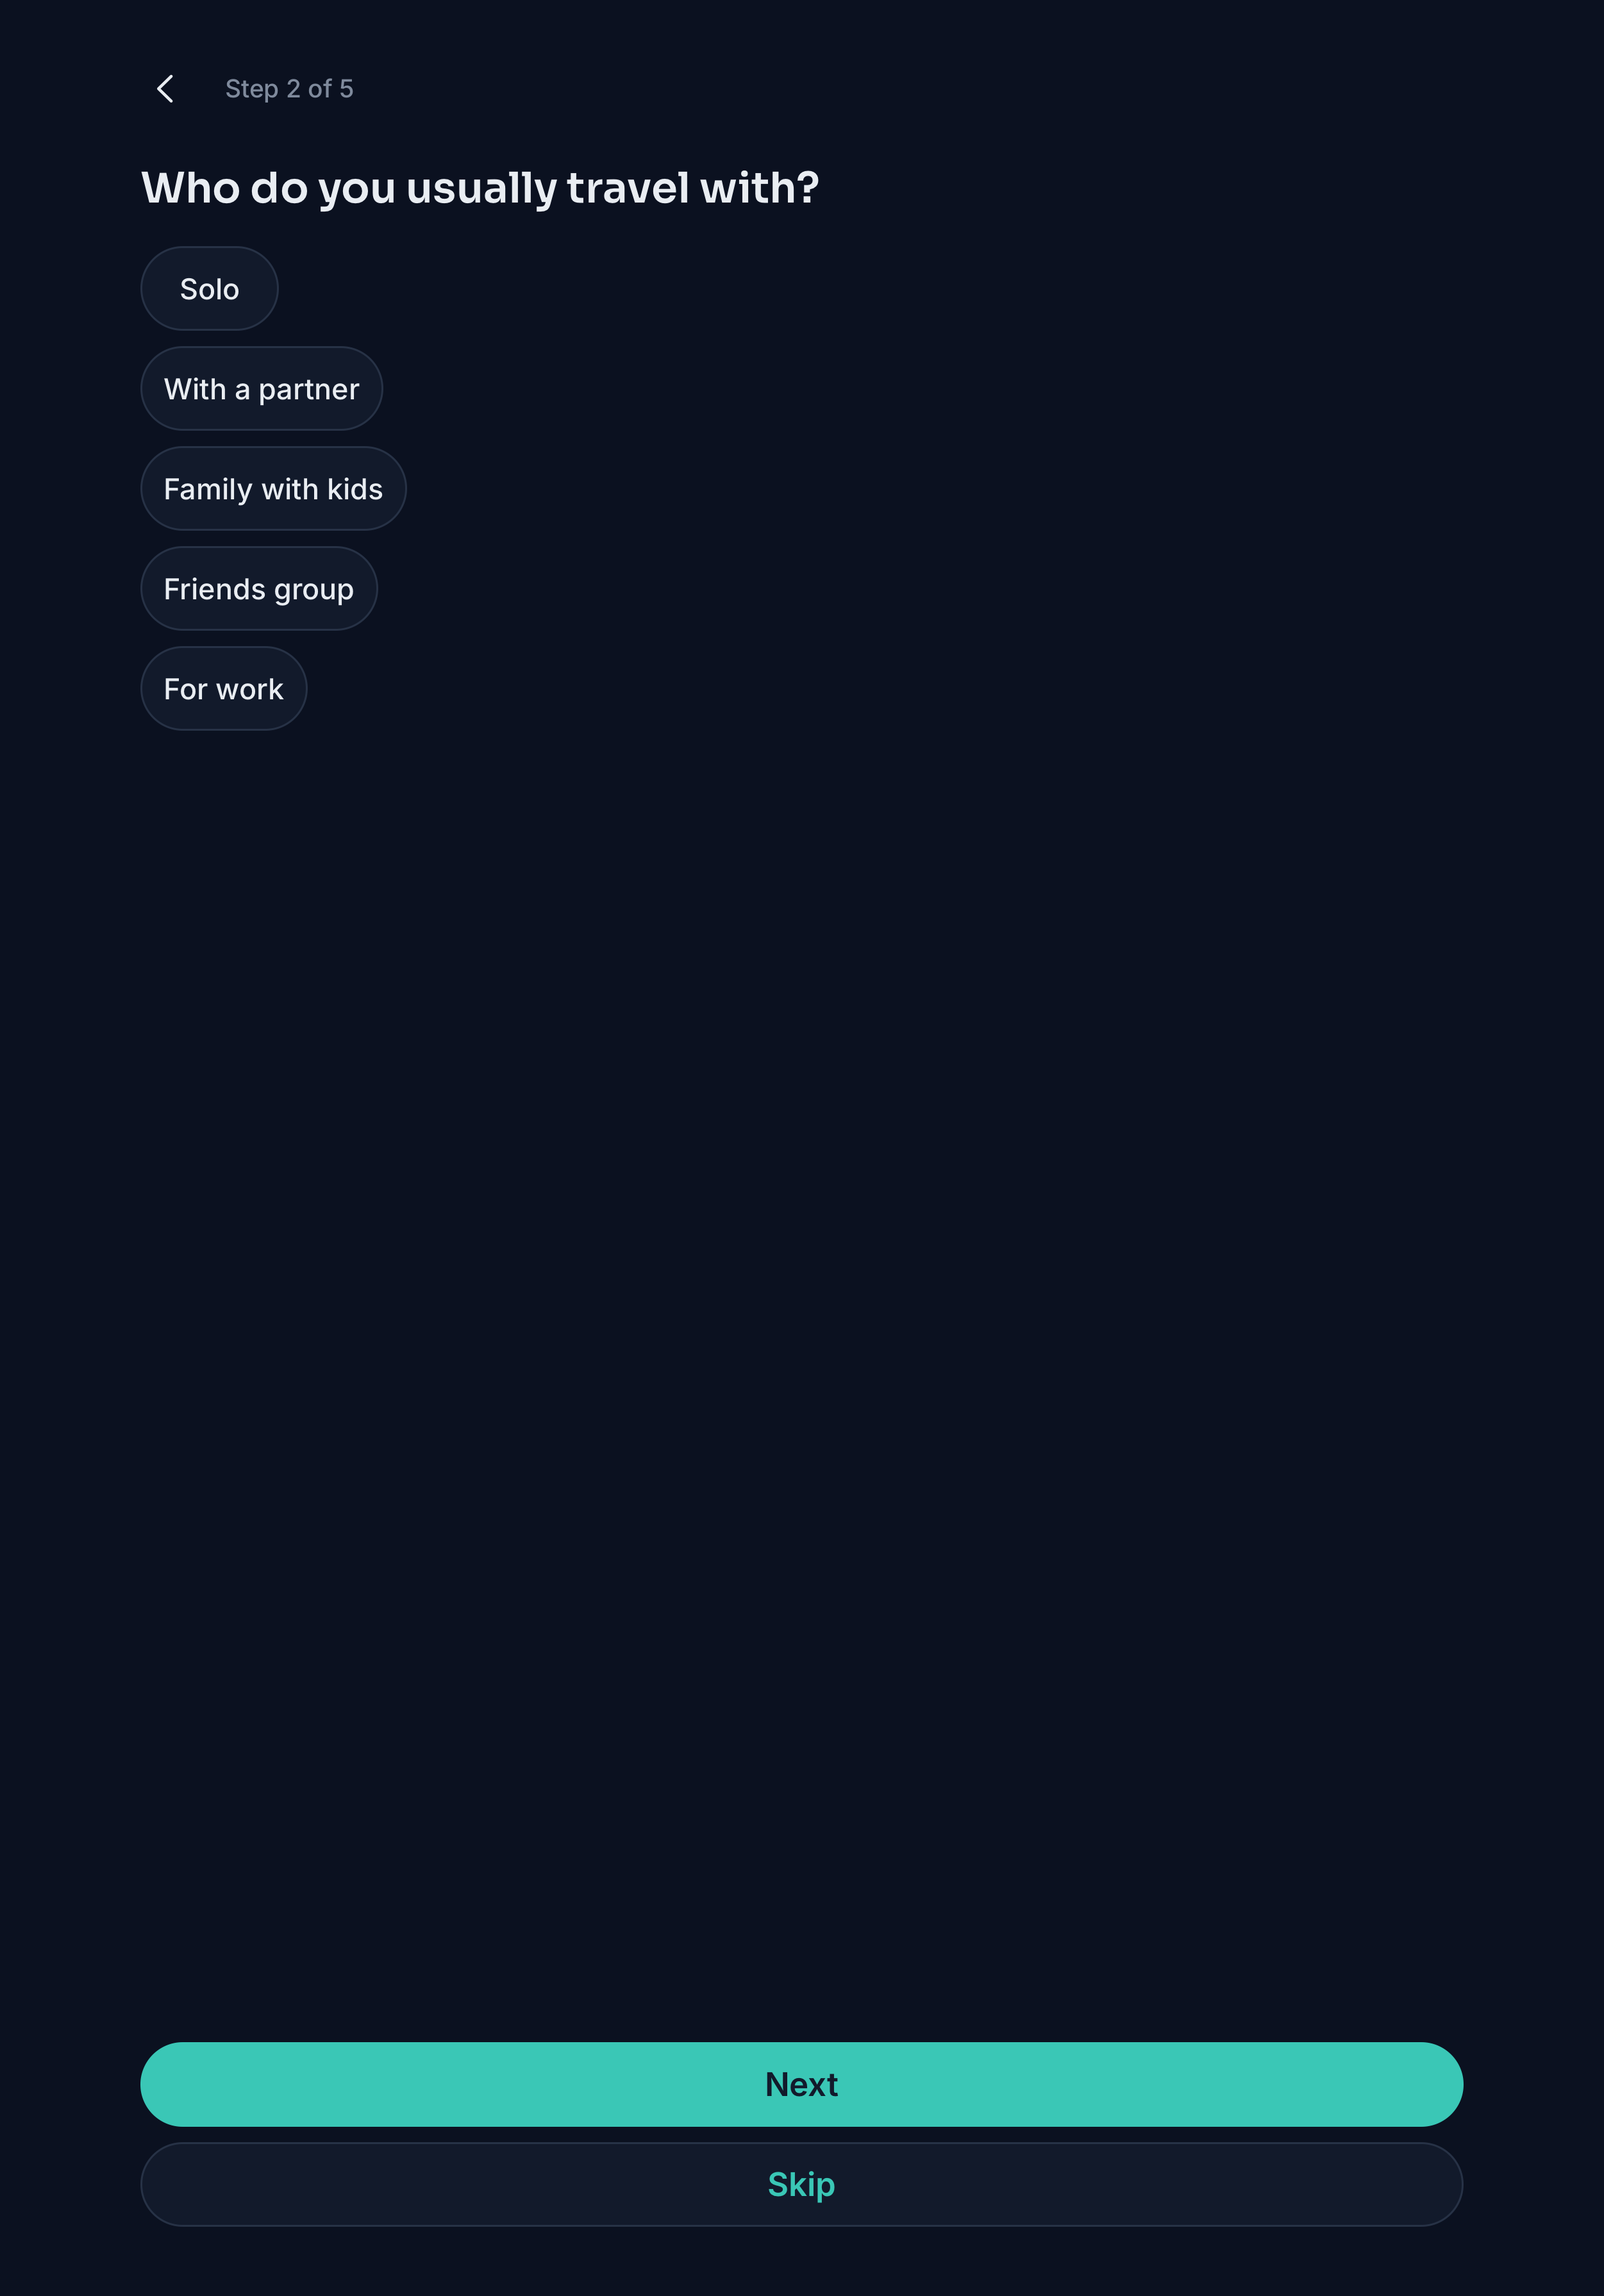 Step 2 of 5
Who do you usually travel with?
Solo
With a partner
Family with kids
Friends group
For work
Next
Skip